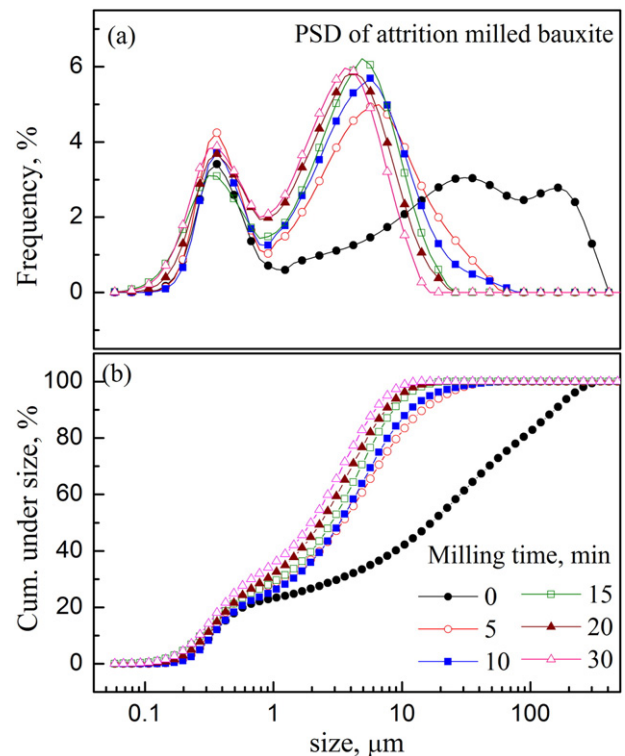 (a)
PSD of attrition milled bauxite
Frequency, %
6
4
2
0
(b)
Cum. under size, %
100
80
60
40
20
0
Milling time, min
0 15
5 20
10 30
0.1 1 10 100
size, μm